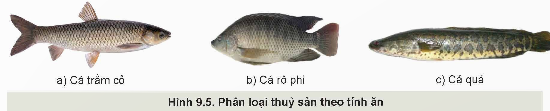 a) Cá trắm cỏ
b) Cá rô phi
c) Cá quả
Hình 9.5. Phân loại thuỷ sản theo tính ăn